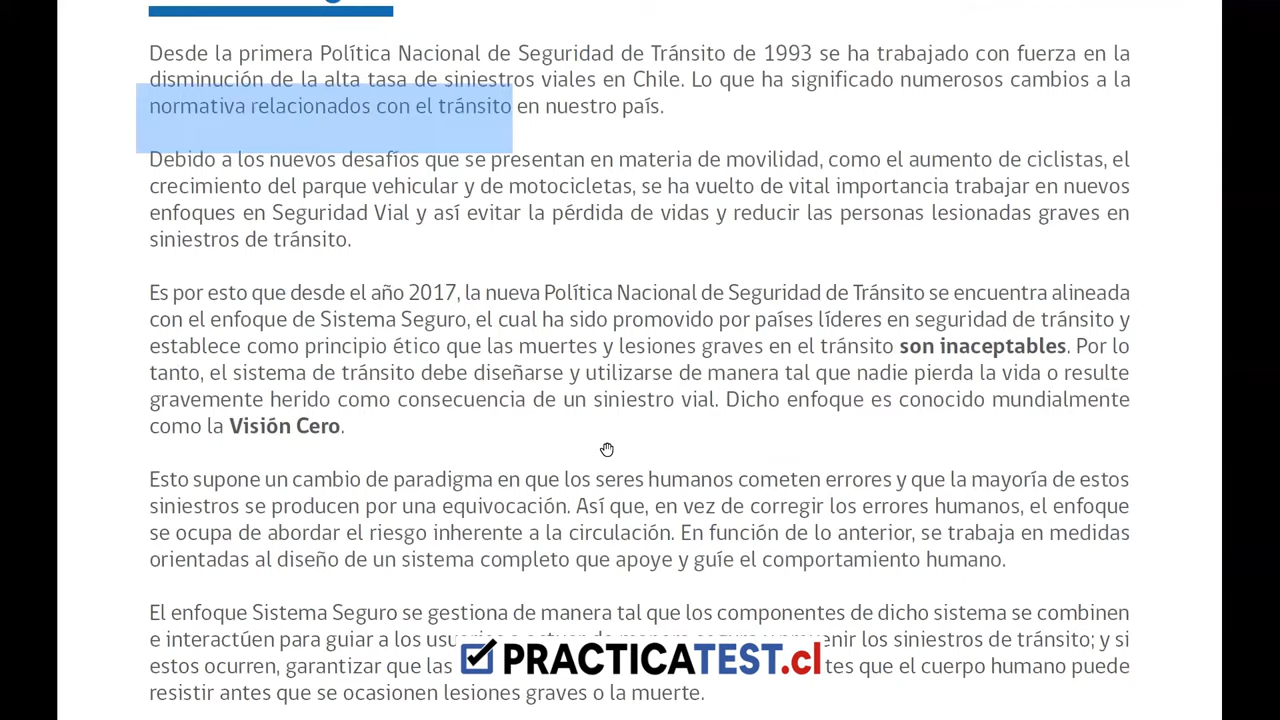 Desde la primera Política Nacional de Seguridad de Tránsito de 1993 se ha trabajado con fuerza en la
disminución de la alta tasa de siniestros viales en Chile. Lo que ha significado numerosos cambios a la
normativa relacionados con el tránsito en nuestro país.
Debido a los nuevos desafíos que se presentan en materia de movilidad, como el aumento de ciclistas, el
crecimiento del parque vehicular y de motocicletas, se ha vuelto de vital importancia trabajar en nuevos
enfoques en Seguridad Vial y así evitar la pérdida de vidas y reducir las personas lesionadas graves en
siniestros de tránsito.
Es por esto que desde el año 2017, la nueva Política Nacional de Seguridad de Tránsito se encuentra alineada
con el enfoque de Sistema Seguro, el cual ha sido promovido por países líderes en seguridad de tránsito y
establece como principio ético que las muertes y lesiones graves en el tránsito son inaceptables. Por lo
tanto, el sistema de tránsito debe diseñarse y utilizarse de manera tal que nadie pierda la vida o resulte
gravemente herido como consecuencia de un siniestro vial. Dicho enfoque es conocido mundialmente
como la Visión Cero.
Esto supone un cambio de paradigma en que los seres humanos cometen errores y que la mayoría de estos
siniestros se producen por una equivocación. Así que, en vez de corregir los errores humanos, el enfoque
se ocupa de abordar el riesgo inherente a la circulación. En función de lo anterior, se trabaja en medidas
orientadas al diseño de un sistema completo que apoye y guíe el comportamiento humano.
El enfoque Sistema Seguro se gestiona de manera tal que los componentes de dicho sistema se combinen
e interactúen para guiar a los los siniestros de tránsito; y si
estos ocurren, garantizar que las que el cuerpo humano puede
resistir antes que se ocasionen lesiones graves o la muerte.
PRACTICATEST.cl